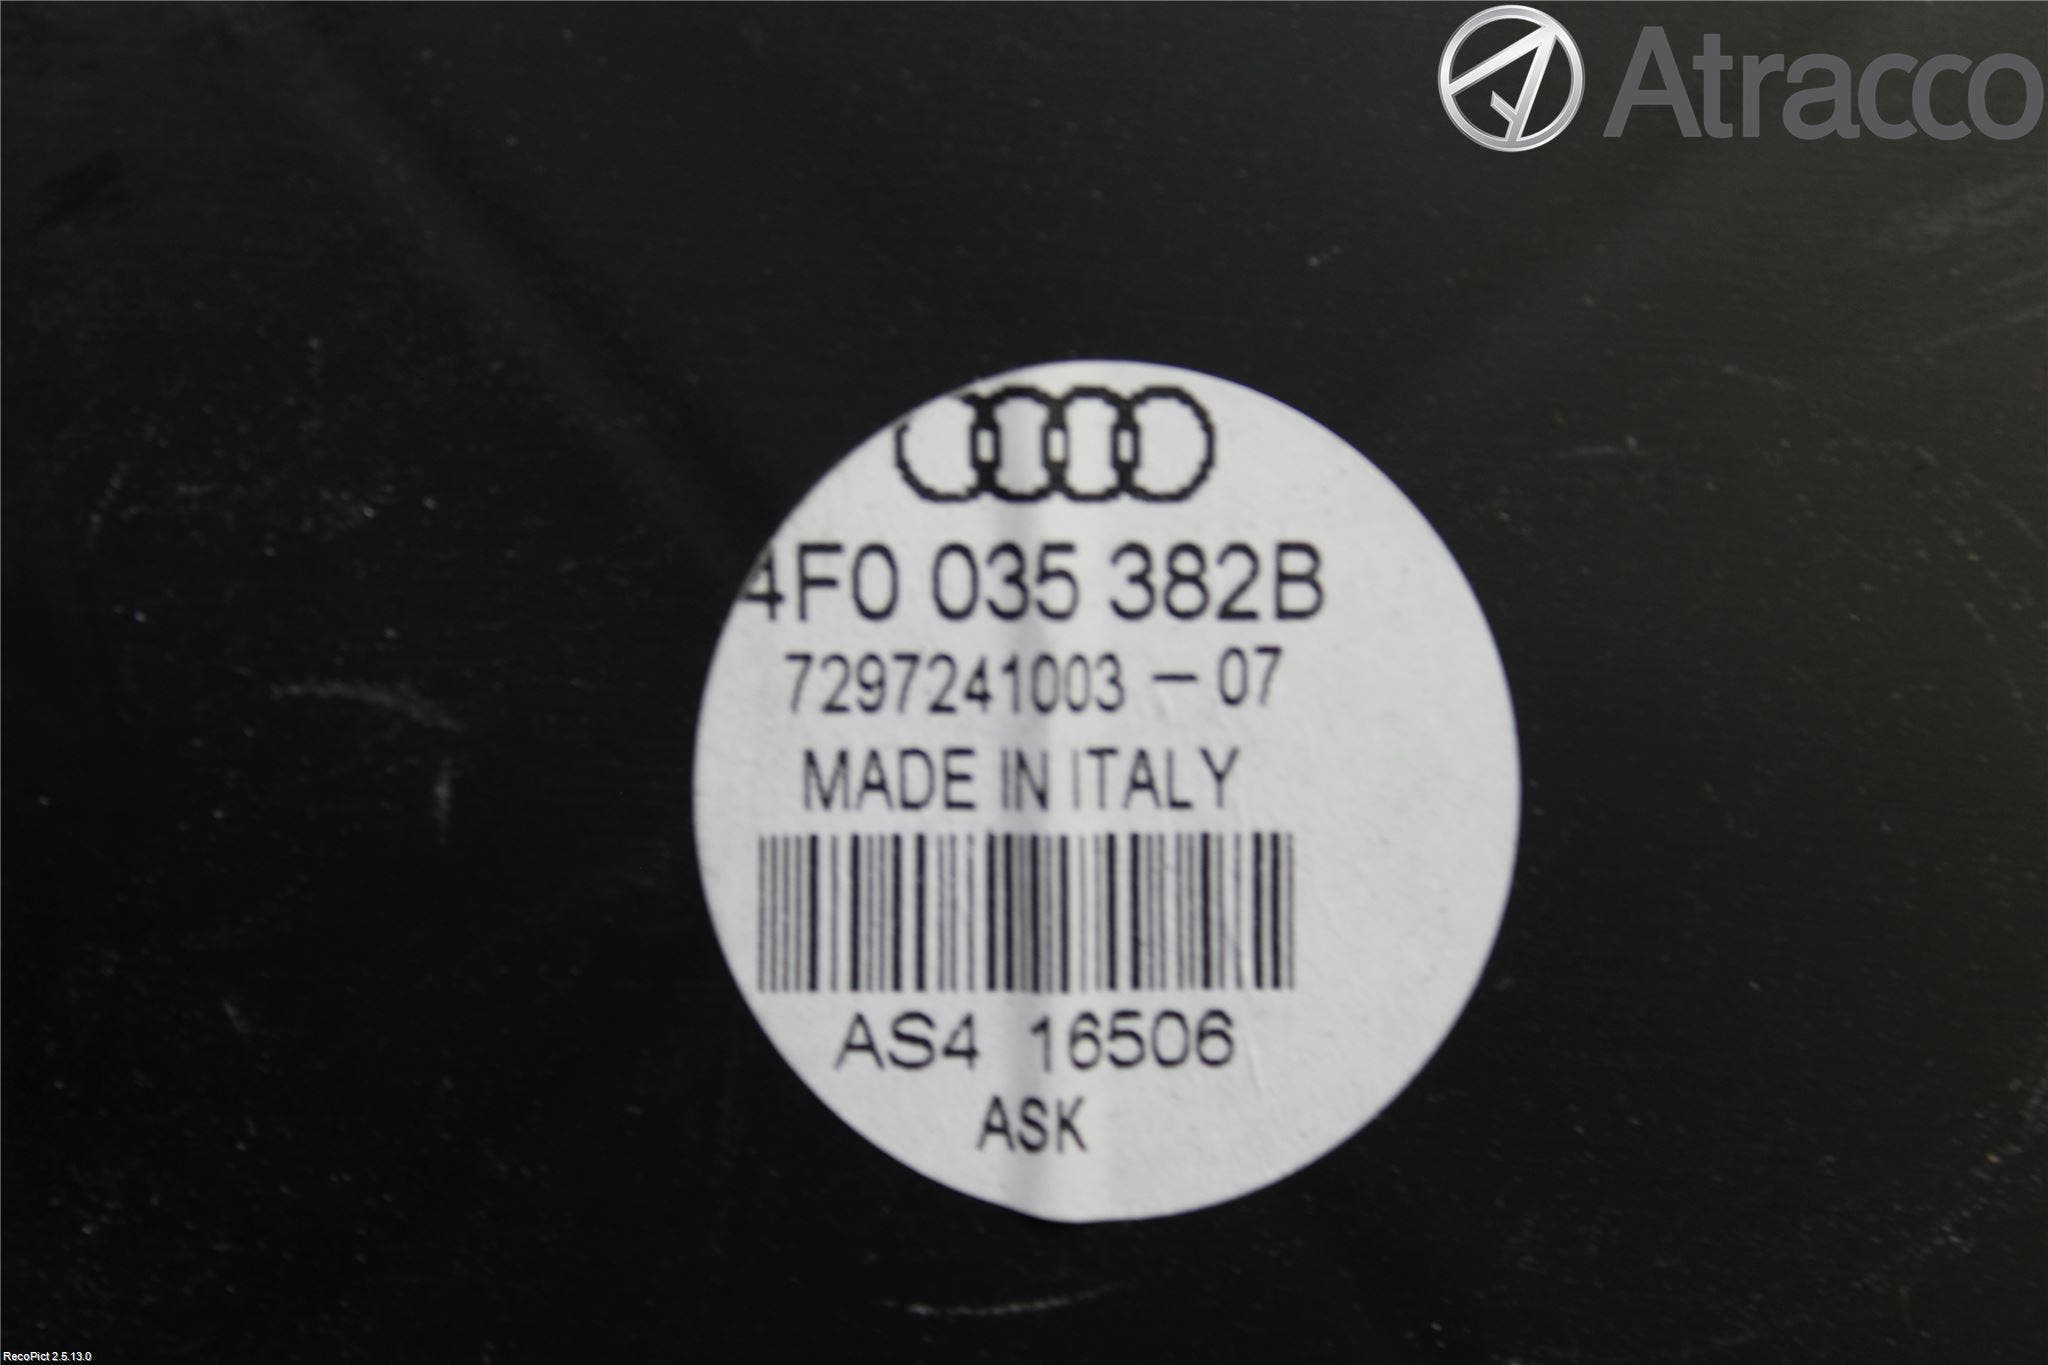 Atracco
4F0 035 382B
7297241003 - 07
MADE IN ITALY
AS4 16506
ASK
RecoPict 2.5.13.0